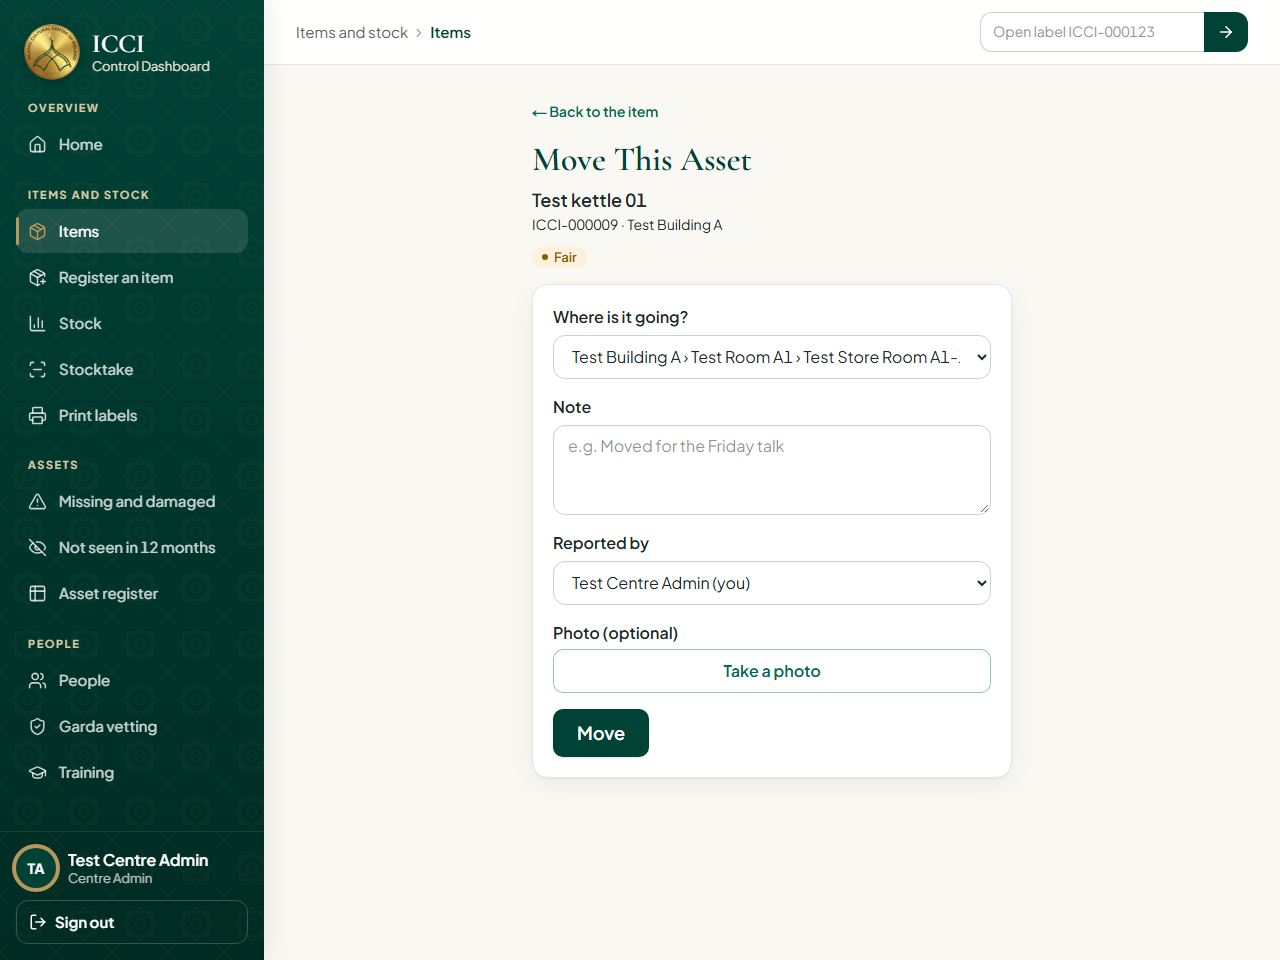 ICCI
Control Dashboard
OVERVIEW
Home
ITEMS AND STOCK
Items
Register an item
Stock
Stocktake
Print labels
ASSETS
Missing and damaged
Not seen in 12 months
Asset register
PEOPLE
People
Garda vetting
Training
TA
Test Centre Admin
Centre Admin
Sign out
Items and stock › Items
Open label ICCI-000123
← Back to the item
Move This Asset
Test kettle 01
ICCI-000009 · Test Building A
Fair
Where is it going?
Test Building A › Test Room A1 › Test Store Room A1-.
Note
e.g. Moved for the Friday talk
Reported by
Test Centre Admin (you)
Photo (optional)
Take a photo
Move